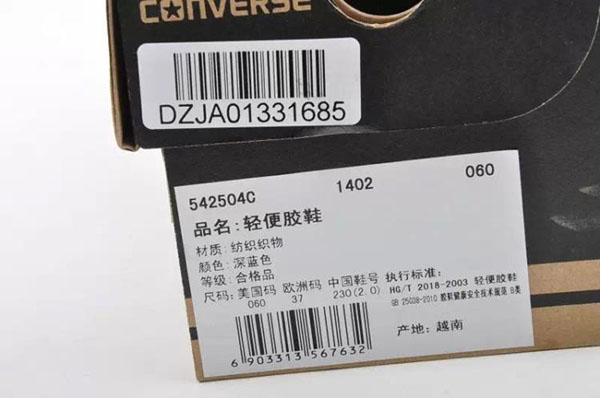 CONVERSE
DZJA01331685
542504C 1402 060
品名:轻便胶鞋
材质:纺织织物
颜色:深蓝色
等级:合格品
尺码:美国码 欧洲码 中国鞋号 执行标准:
060 37 230(2.0) HG/T 2018-2003 轻便胶鞋
GB 25038-2010 胶鞋健康安全技术规范 B类
产地:越南
6 903313 567632